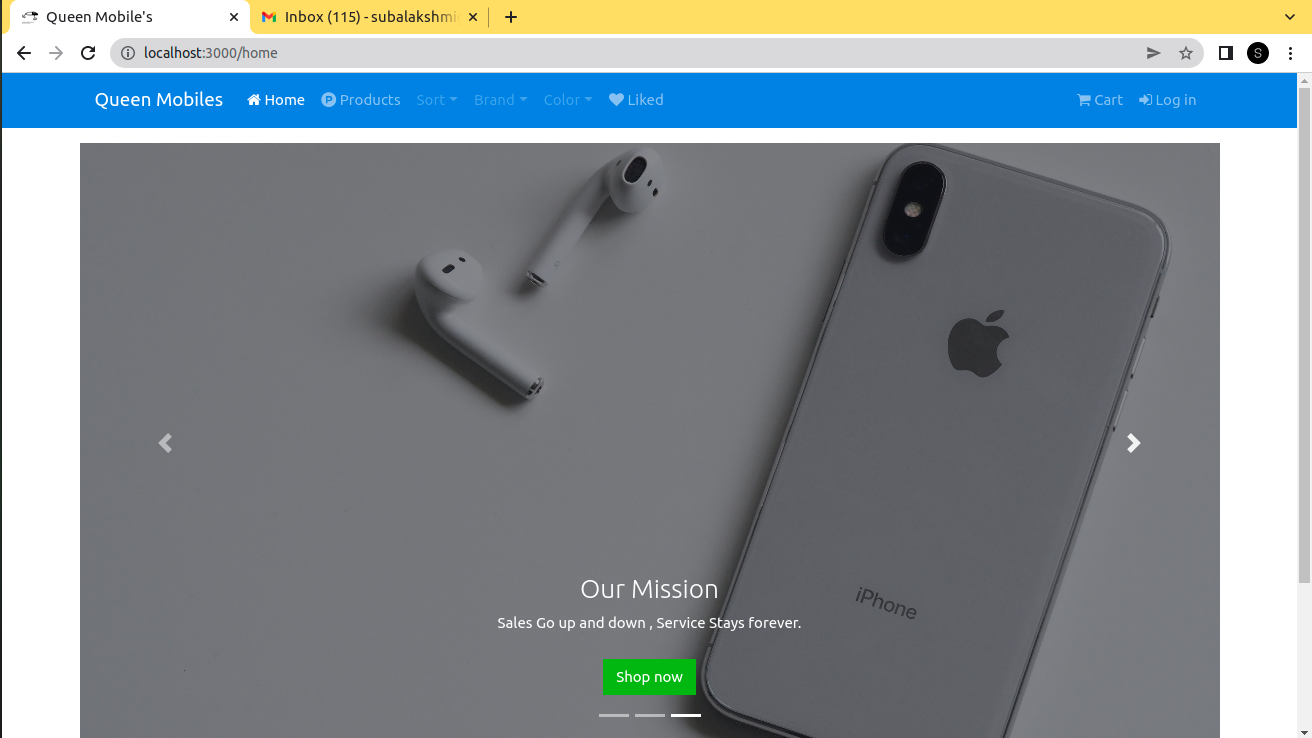 Queen Mobile's
Inbox (115) - subalakshmi
localhost:3000/home
S
Queen Mobiles Home Products Sort Brand Color Liked Cart Log in
iPhone
Our Mission
Sales Go up and down , Service Stays forever.
Shop now